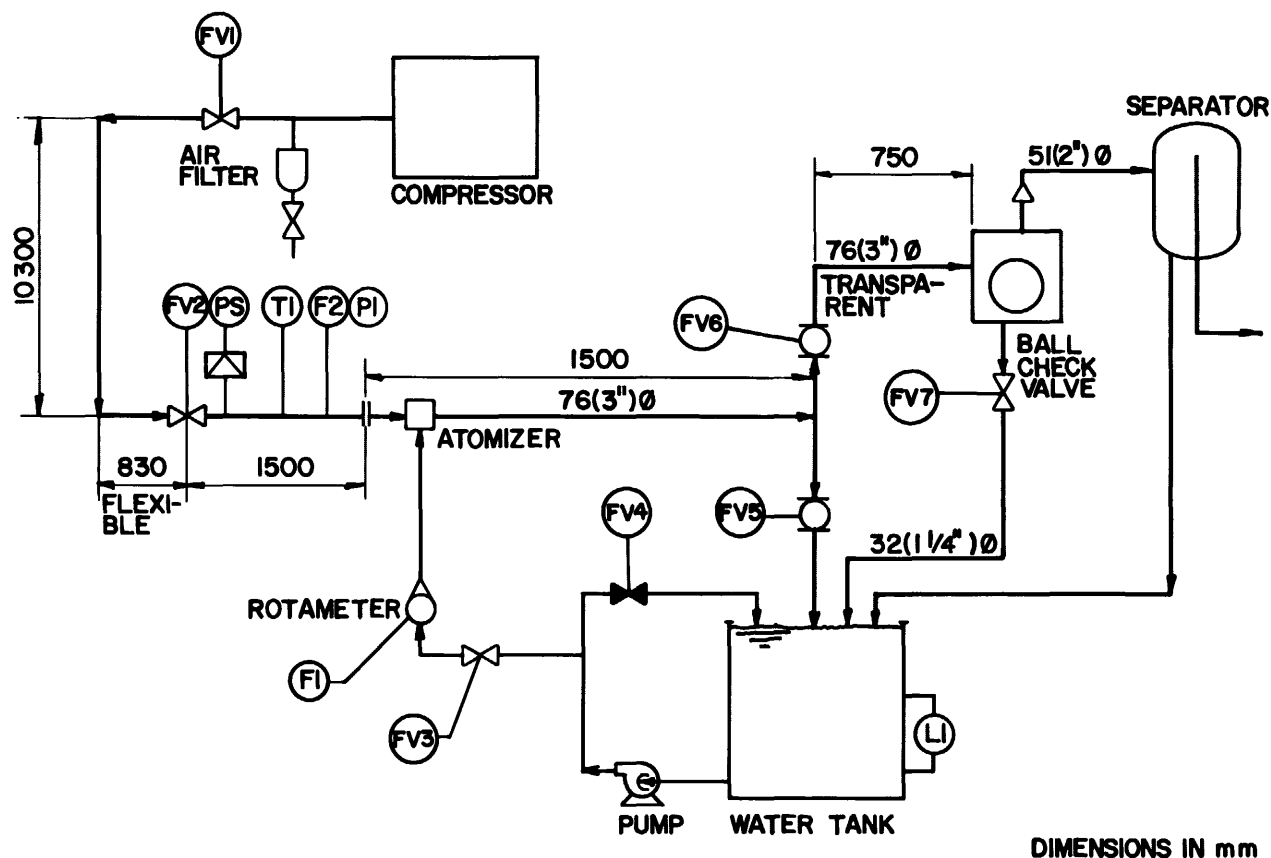 FV1
AIR
FILTER
COMPRESSOR
SEPARATOR
51(2")Ø
750
76(3")Ø
TRANSPA-
RENT
10300
FV2
PS
T1
F2
P1
FV6
BALL
CHECK
VALVE
FV7
1500
76(3")Ø
ATOMIZER
830
1500
FLEXI-
BLE
FV4
FV5
32(1 1/4")Ø
ROTAMETER
F1
FV3
L1
PUMP
WATER TANK
DIMENSIONS IN mm